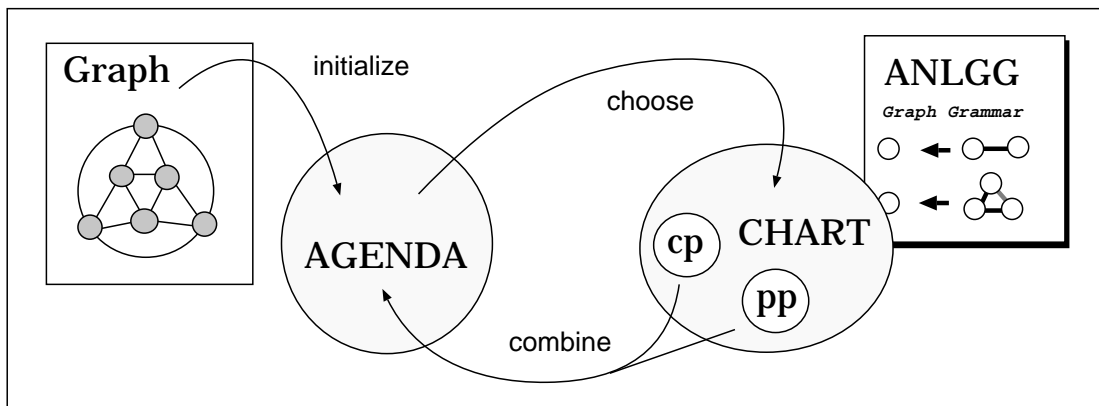 Graph
initialize
choose
ANLGG
Graph Grammar
AGENDA
cp
CHART
pp
combine